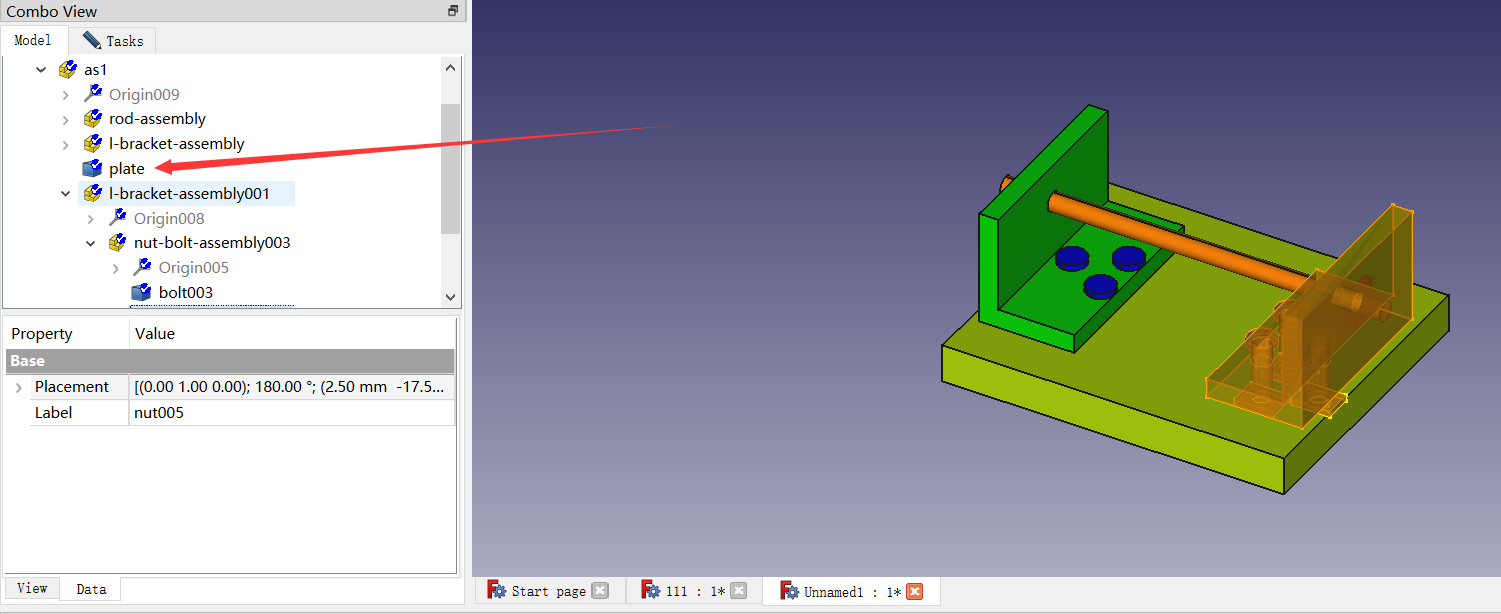 Combo View
Model
Tasks
as1
Origin009
rod-assembly
l-bracket-assembly
plate
l-bracket-assembly001
Origin008
nut-bolt-assembly003
Origin005
bolt003
Property Value
Base
Placement [(0.00 1.00 0.00); 180.00 °; (2.50 mm -17.5...
Label nut005
View Data
Start page 111 : 1* Unnamed1 : 1*